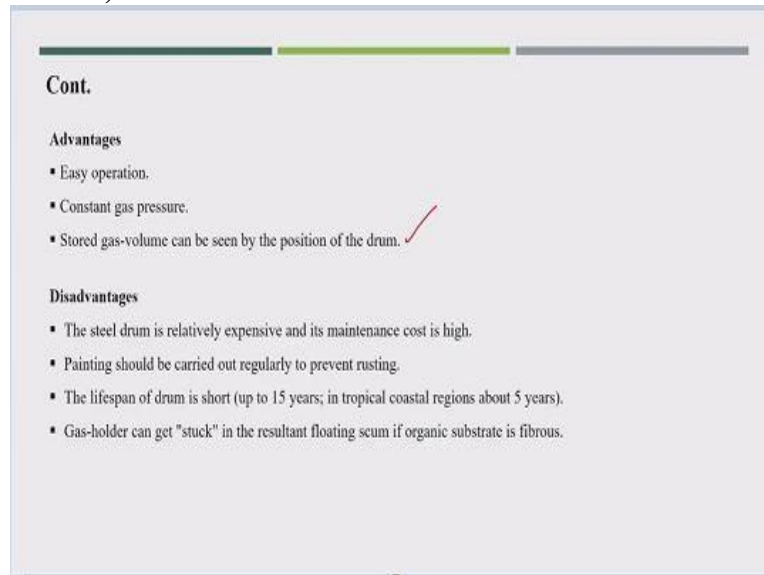 Cont.
Advantages
▪ Easy operation.
▪ Constant gas pressure.
▪ Stored gas-volume can be seen by the position of the drum.
Disadvantages
▪ The steel drum is relatively expensive and its maintenance cost is high.
▪ Painting should be carried out regularly to prevent rusting.
▪ The lifespan of drum is short (up to 15 years; in tropical coastal regions about 5 years).
▪ Gas-holder can get "stuck" in the resultant floating scum if organic substrate is fibrous.